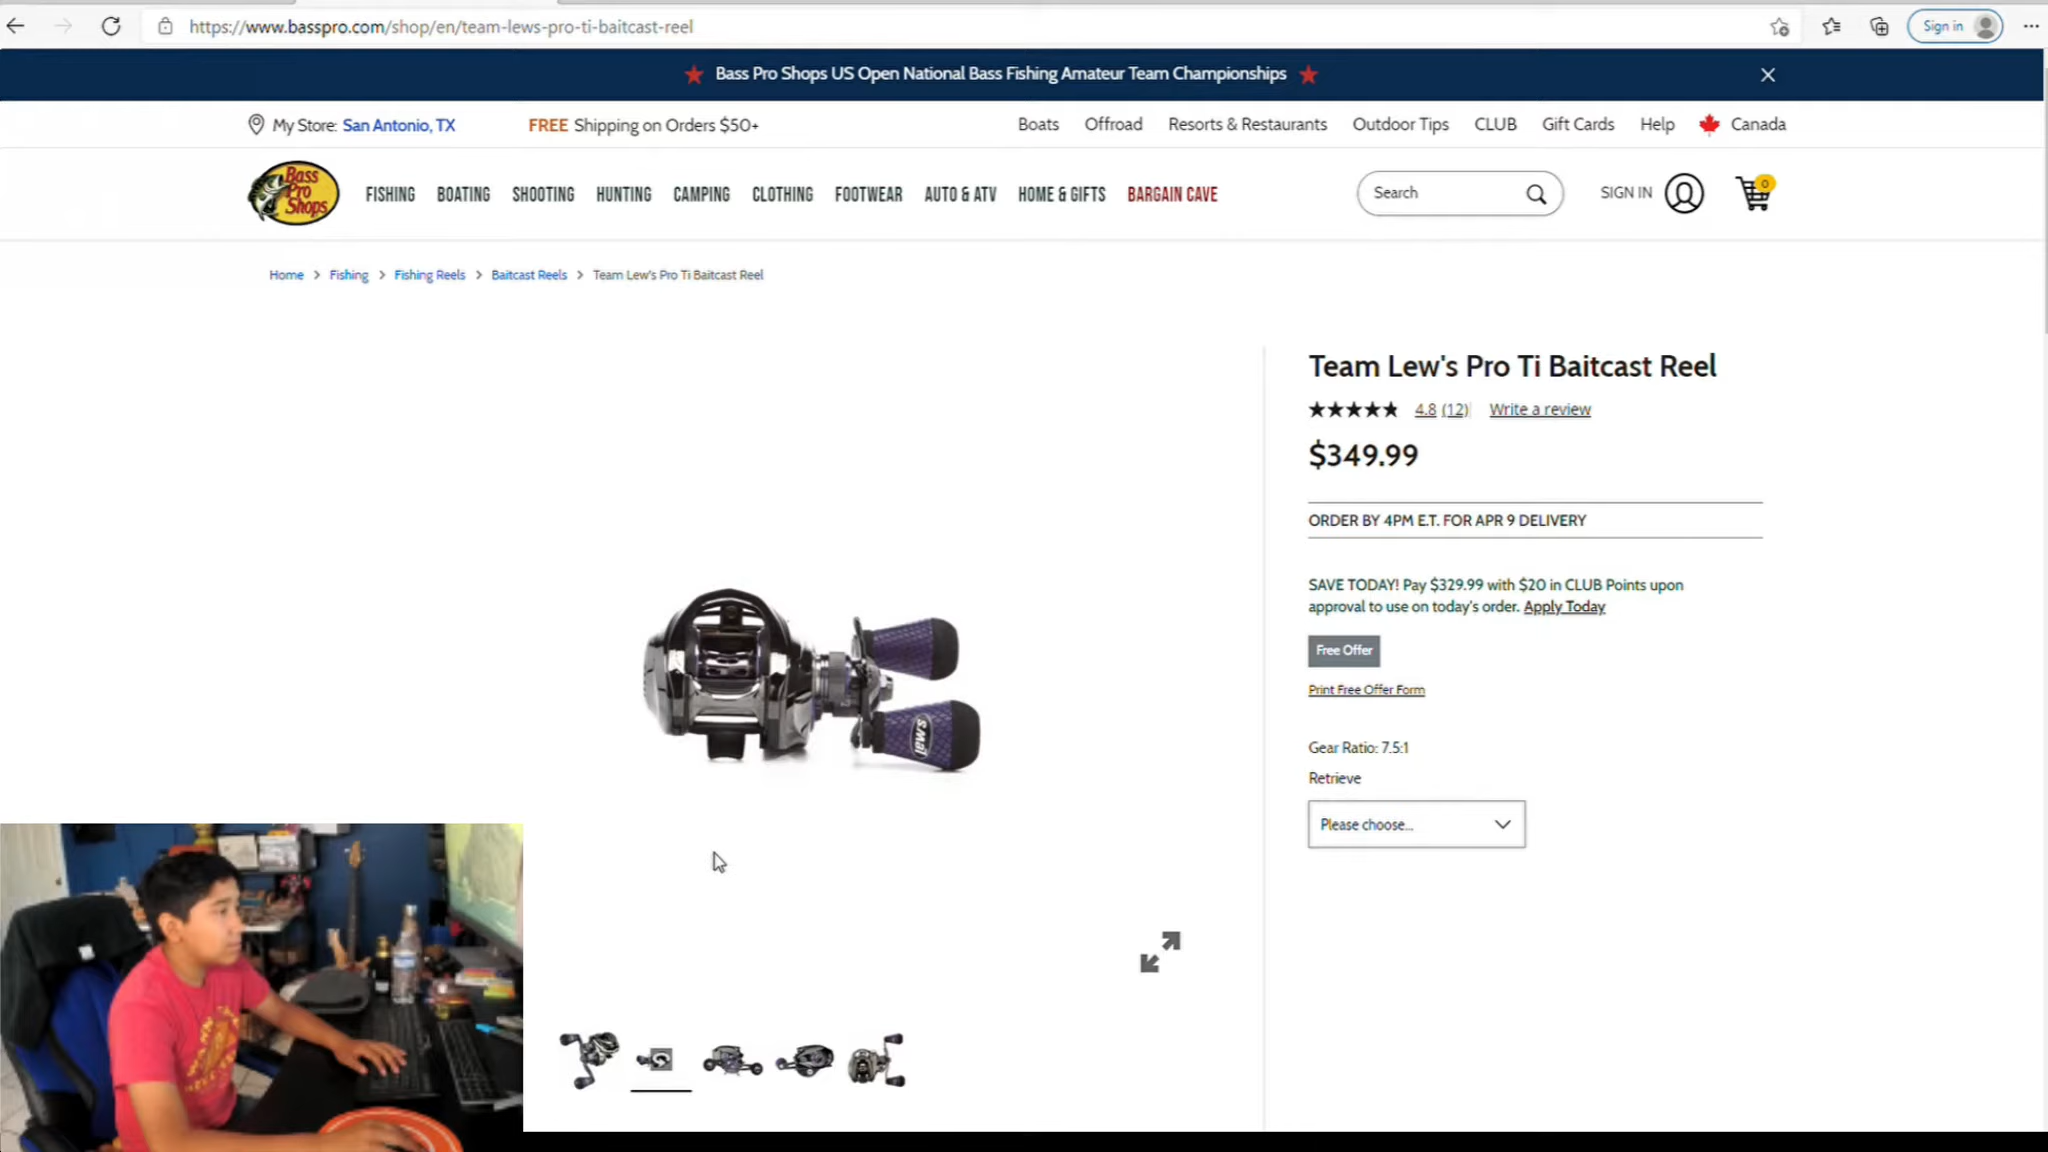 https://www.basspro.com/shop/en/team-lews-pro-ti-baitcast-reel
Sign in
Bass Pro Shops US Open National Bass Fishing Amateur Team Championships
My Store: San Antonio, TX
FREE Shipping on Orders $50+
Boats
Offroad
Resorts & Restaurants
Outdoor Tips
CLUB
Gift Cards
Help
Canada
Bass
Pro
Shops
FISHING
BOATING
SHOOTING
HUNTING
CAMPING
CLOTHING
FOOTWEAR
AUTO & ATV
HOME & GIFTS
BARGAIN CAVE
Search
SIGN IN
0
Home > Fishing > Fishing Reels > Baitcast Reels > Team Lew's Pro Ti Baitcast Reel
Team Lew's Pro Ti Baitcast Reel
4.8 (12)
Write a review
$349.99
ORDER BY 4PM E.T. FOR APR 9 DELIVERY
SAVE TODAY! Pay $329.99 with $20 in CLUB Points upon
approval to use on today's order. Apply Today
Free Offer
Print Free Offer Form
Gear Ratio: 7.5:1
Retrieve
Please choose...